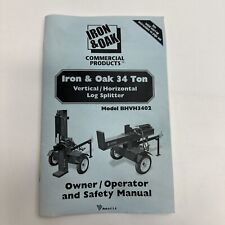 IRON
& OAK
COMMERCIAL
PRODUCTS
Iron & Oak 34 Ton
Vertical/Horizontal
Log Splitter
Model BHVH3402
Owner/Operator
and Safety Manual